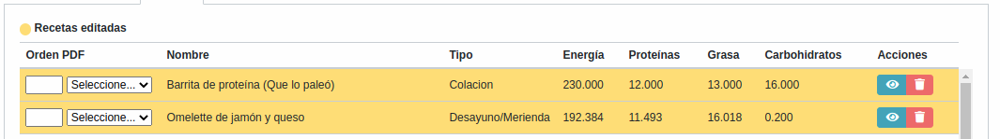 Recetas editadas
Orden PDF Nombre Tipo Energía Proteínas Grasa Carbohidratos Acciones
Seleccione... Barrita de proteína (Que lo paleó) Colacion 230.000 12.000 13.000 16.000
Seleccione... Omelette de jamón y queso Desayuno/Merienda 192.384 11.493 16.018 0.200